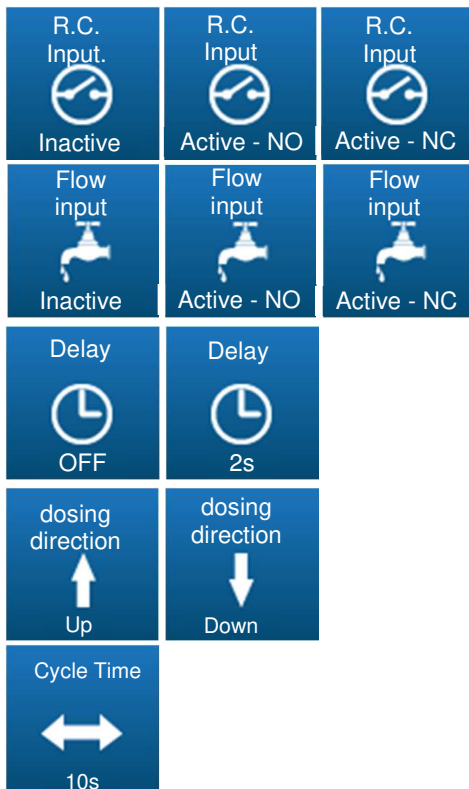 R.C.
Input.
Inactive
R.C.
Input
Active - NO
R.C.
Input
Active - NC
Flow
input
Inactive
Flow
input
Active - NO
Flow
input
Active - NC
Delay
OFF
Delay
2s
dosing
direction
Up
dosing
direction
Down
Cycle Time
10s